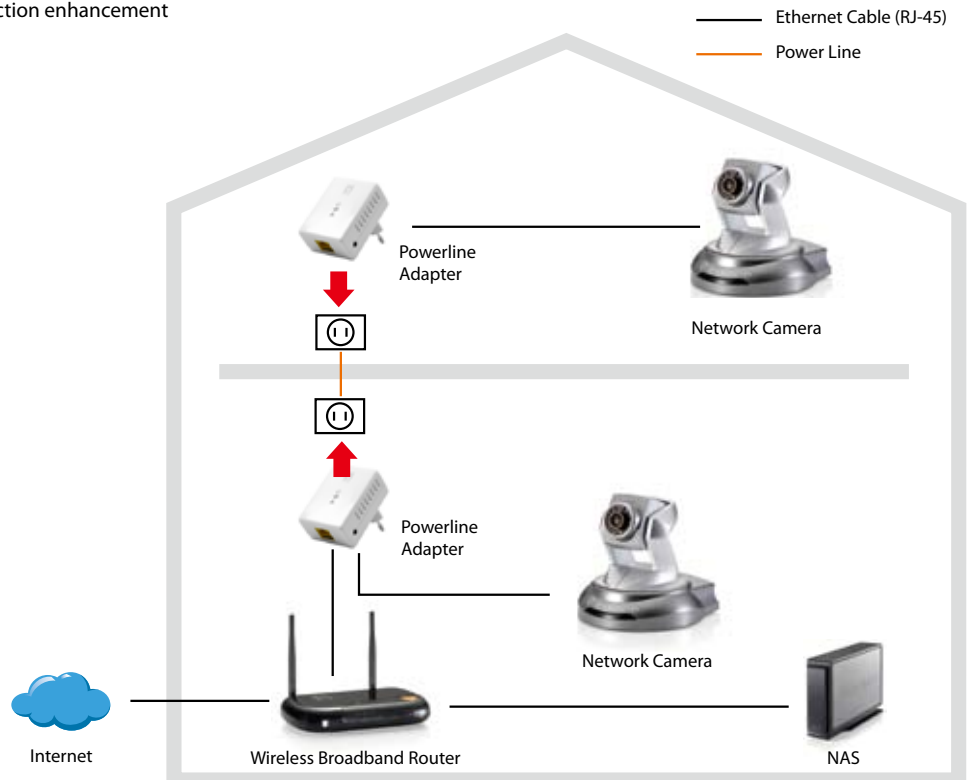 enhancement
Ethernet Cable (RJ-45)
Power Line
Powerline
Adapter
Network Camera
Powerline
Adapter
Network Camera
Internet
Wireless Broadband Router
NAS